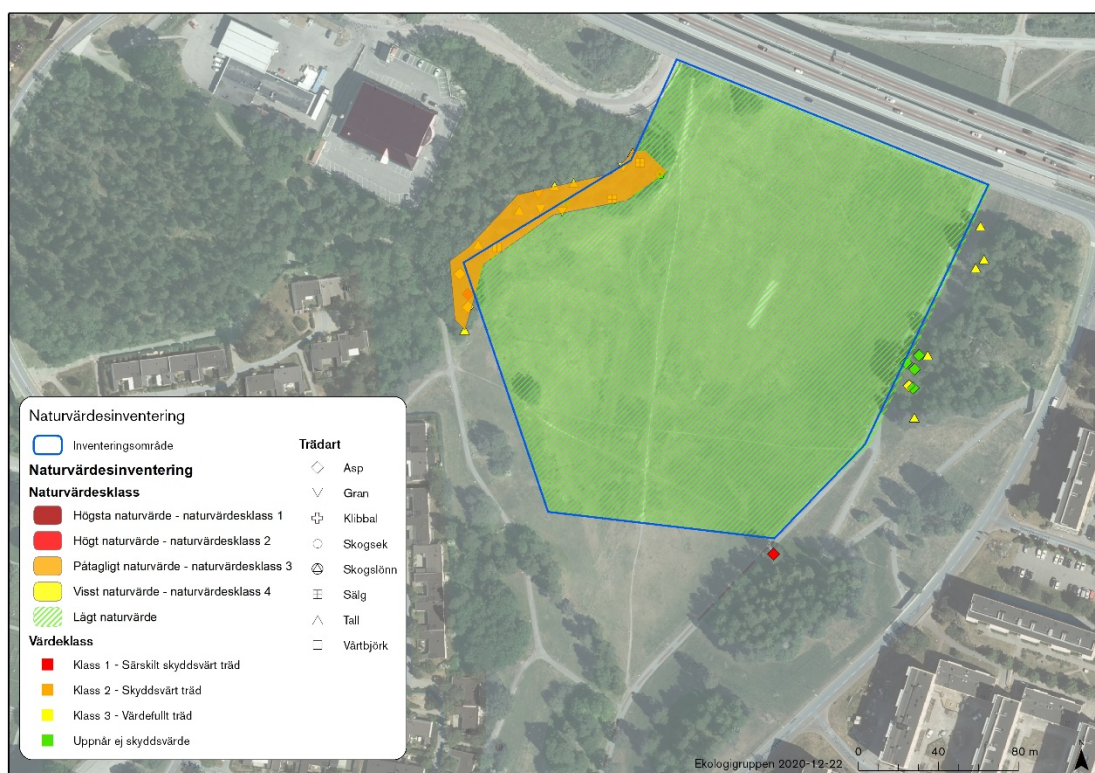 Naturvärdesinventering
Inventeringsområde
Naturvärdesinventering
Naturvärdesklass
Högsta naturvärde - naturvärdesklass 1
Högt naturvärde - naturvärdesklass 2
Påtagligt naturvärde - naturvärdesklass 3
Visst naturvärde - naturvärdesklass 4
Lågt naturvärde
Värdeklass
Klass 1 - Särskilt skyddsvärt träd
Klass 2 - Skyddsvärt träd
Klass 3 - Värdefullt träd
Uppnår ej skyddsvärde
Trädart
Asp
Gran
Klibbal
Skogsek
Skogslönn
Sälg
Tall
Vårtbjörk
Ekologigruppen 2020-12-22
0 40 80 m
N